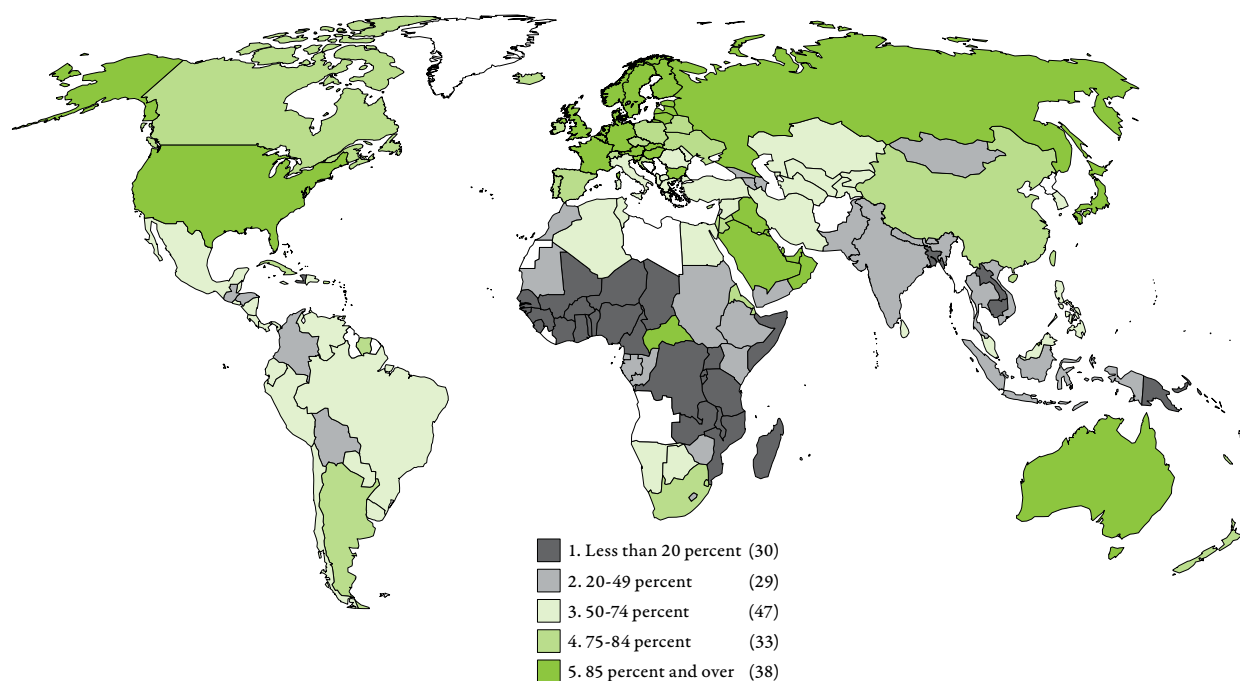 1. Less than 20 percent (30)
2. 20-49 percent (29)
3. 50-74 percent (47)
4. 75-84 percent (33)
5. 85 percent and over (38)